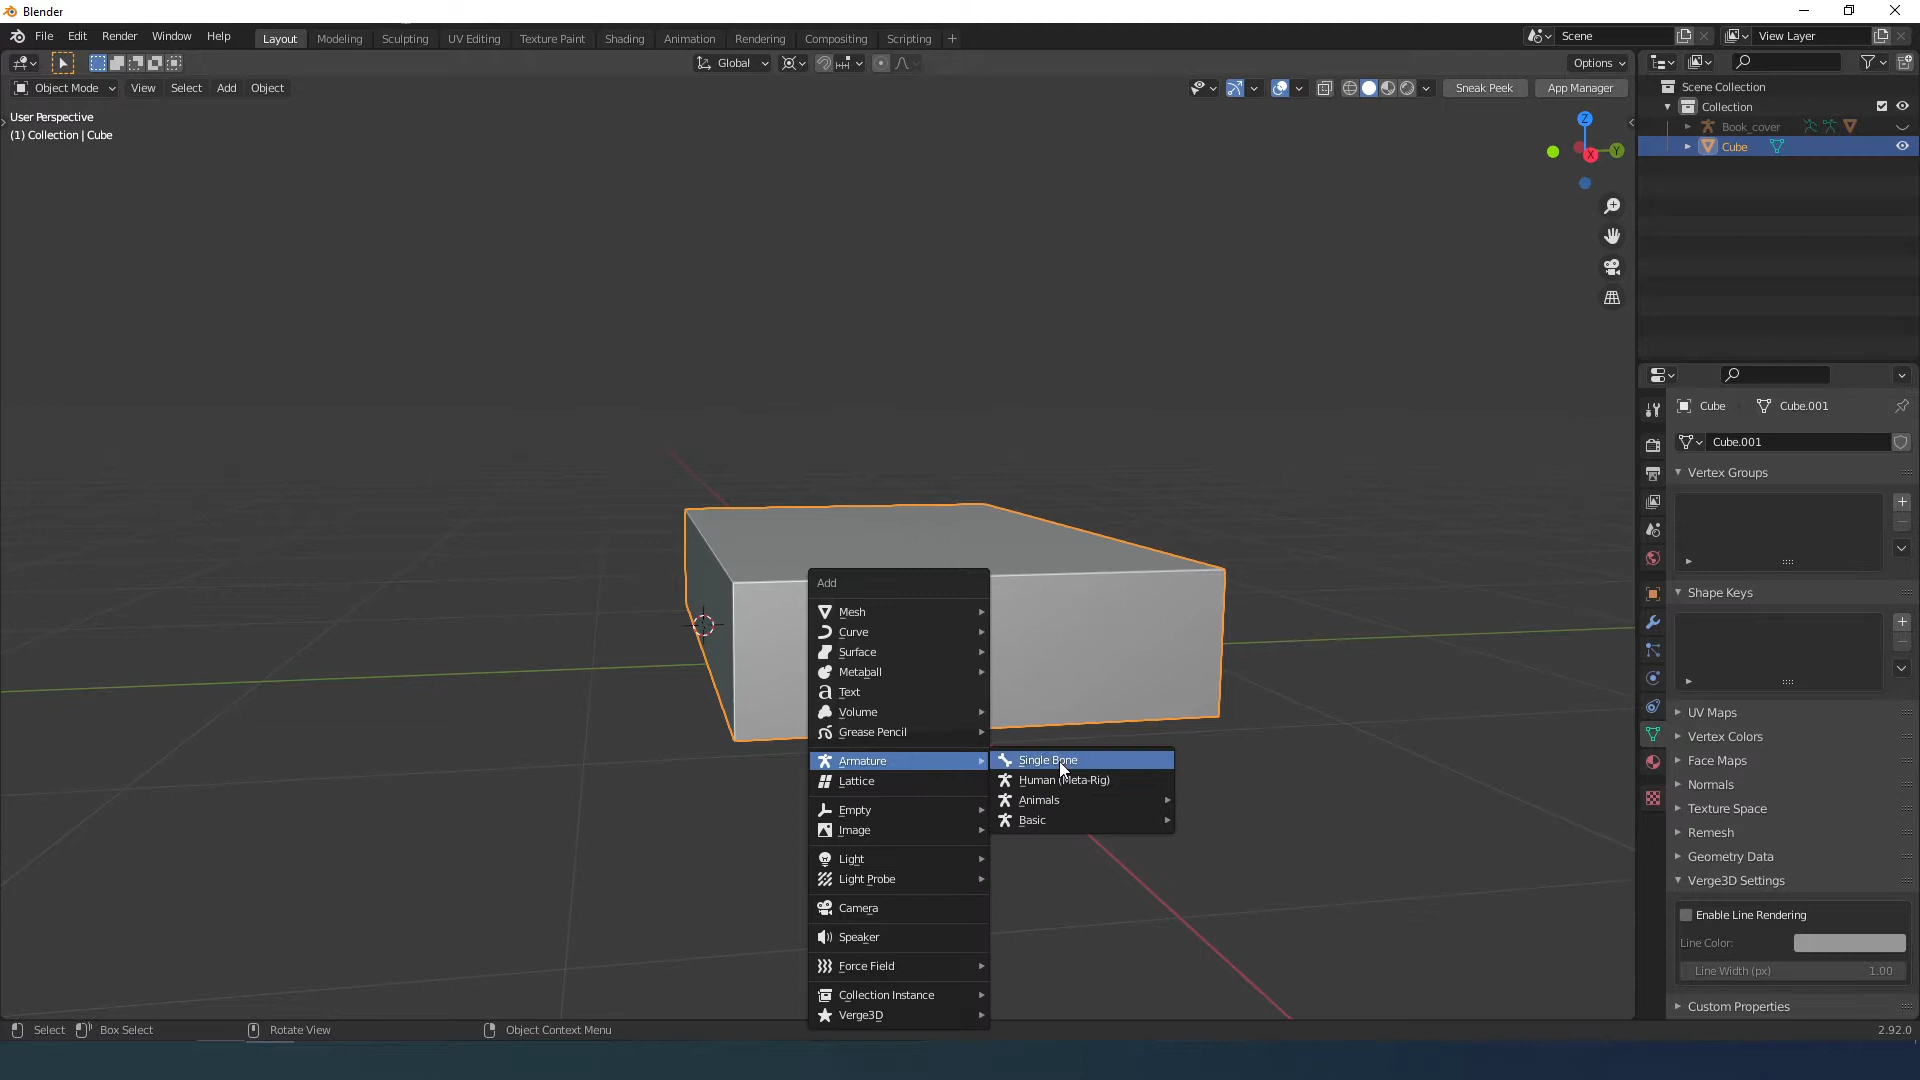 Blender
File Edit Render Window Help Layout Modeling Sculpting UV Editing Texture Paint Shading Animation Rendering Compositing Scripting + Scene View Layer
Global Options
Object Mode View Select Add Object Sneak Peek App Manager
User Perspective
(1) Collection | Cube
Z
Y
X
Scene Collection
Collection
Book_cover
Cube
Cube Cube.001
Cube.001
Vertex Groups
Shape Keys
UV Maps
Vertex Colors
Face Maps
Normals
Texture Space
Remesh
Geometry Data
Verge3D Settings
Enable Line Rendering
Line Color:
Line Width (px) 1.00
Custom Properties
Add
Mesh
Curve
Surface
Metaball
Text
Volume
Grease Pencil
Armature
Lattice
Empty
Image
Light
Light Probe
Camera
Speaker
Force Field
Collection Instance
Verge3D
Single Bone
Human (Meta-Rig)
Animals
Basic
Select Box Select Rotate View Object Context Menu 2.92.0